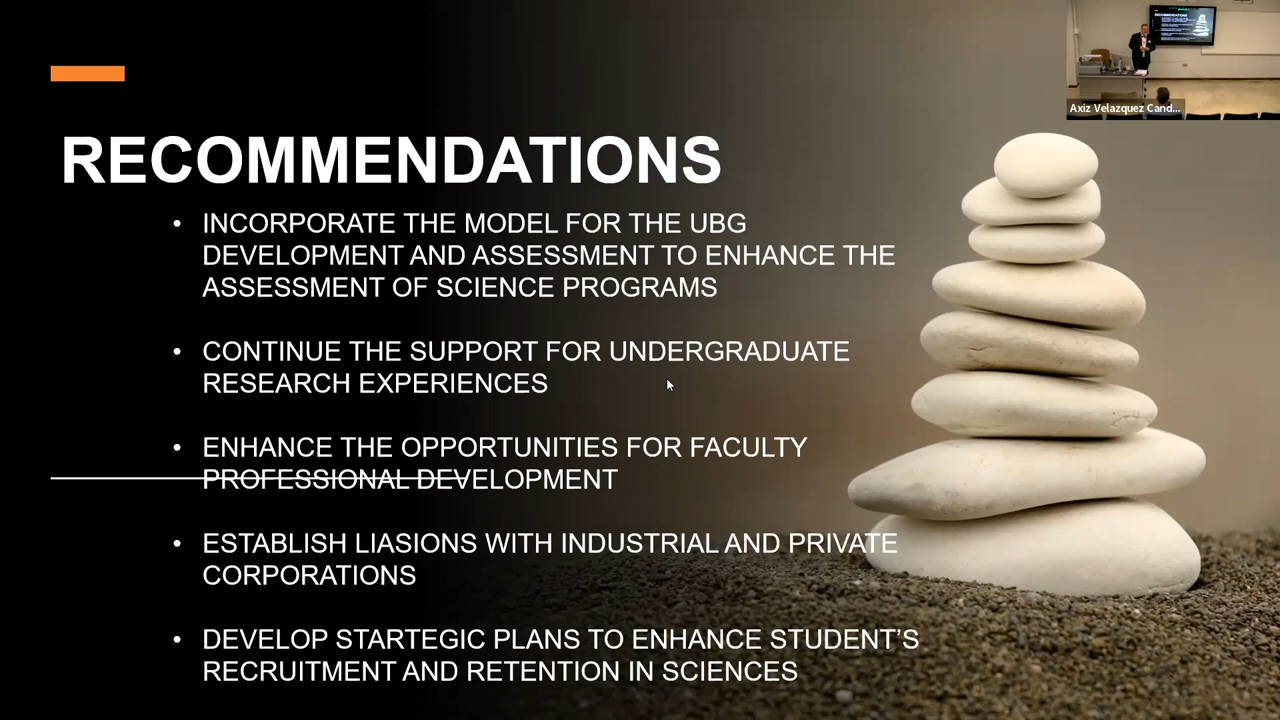 RECOMMENDATIONS
• INCORPORATE THE MODEL FOR THE UBG
DEVELOPMENT AND ASSESSMENT TO ENHANCE THE
ASSESSMENT OF SCIENCE PROGRAMS
• CONTINUE THE SUPPORT FOR UNDERGRADUATE
RESEARCH EXPERIENCES
• ENHANCE THE OPPORTUNITIES FOR FACULTY
PROFESSIONAL DEVELOPMENT
• ESTABLISH LIASIONS WITH INDUSTRIAL AND PRIVATE
CORPORATIONS
• DEVELOP STARTEGIC PLANS TO ENHANCE STUDENT’S
RECRUITMENT AND RETENTION IN SCIENCES
Axiz Velazquez Cand...
RECOMMENDATIONS